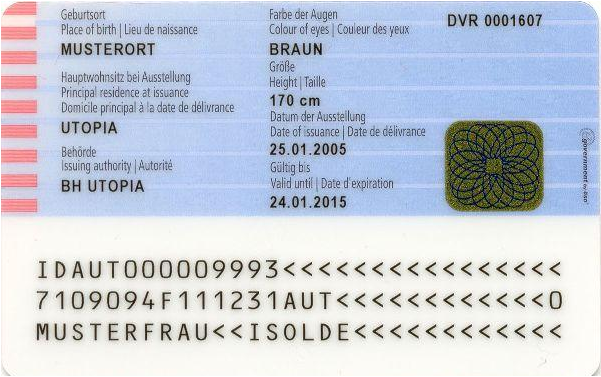 Geburtsort
Place of birth | Lieu de naissance
MUSTERORT
Hauptwohnsitz bei Ausstellung
Principal residence at issuance
Domicile principal à la date de délivrance
UTOPIA
Behörde
Issuing authority | Autorité
BH UTOPIA
Farbe der Augen
Colour of eyes | Couleur des yeux
BRAUN
Größe
Height | Taille
170 cm
Datum der Ausstellung
Date of issuance | Date de délivrance
25.01.2005
Gültig bis
Valid until | Date d'expiration
24.01.2015
DVR 0001607
IDAUT000009993<<<<<<<<<<<<<<<<
7109094F111231AUT<<<<<<<<<<<<0
MUSTERFRAU<<ISOLDE<<<<<<<<<<<<